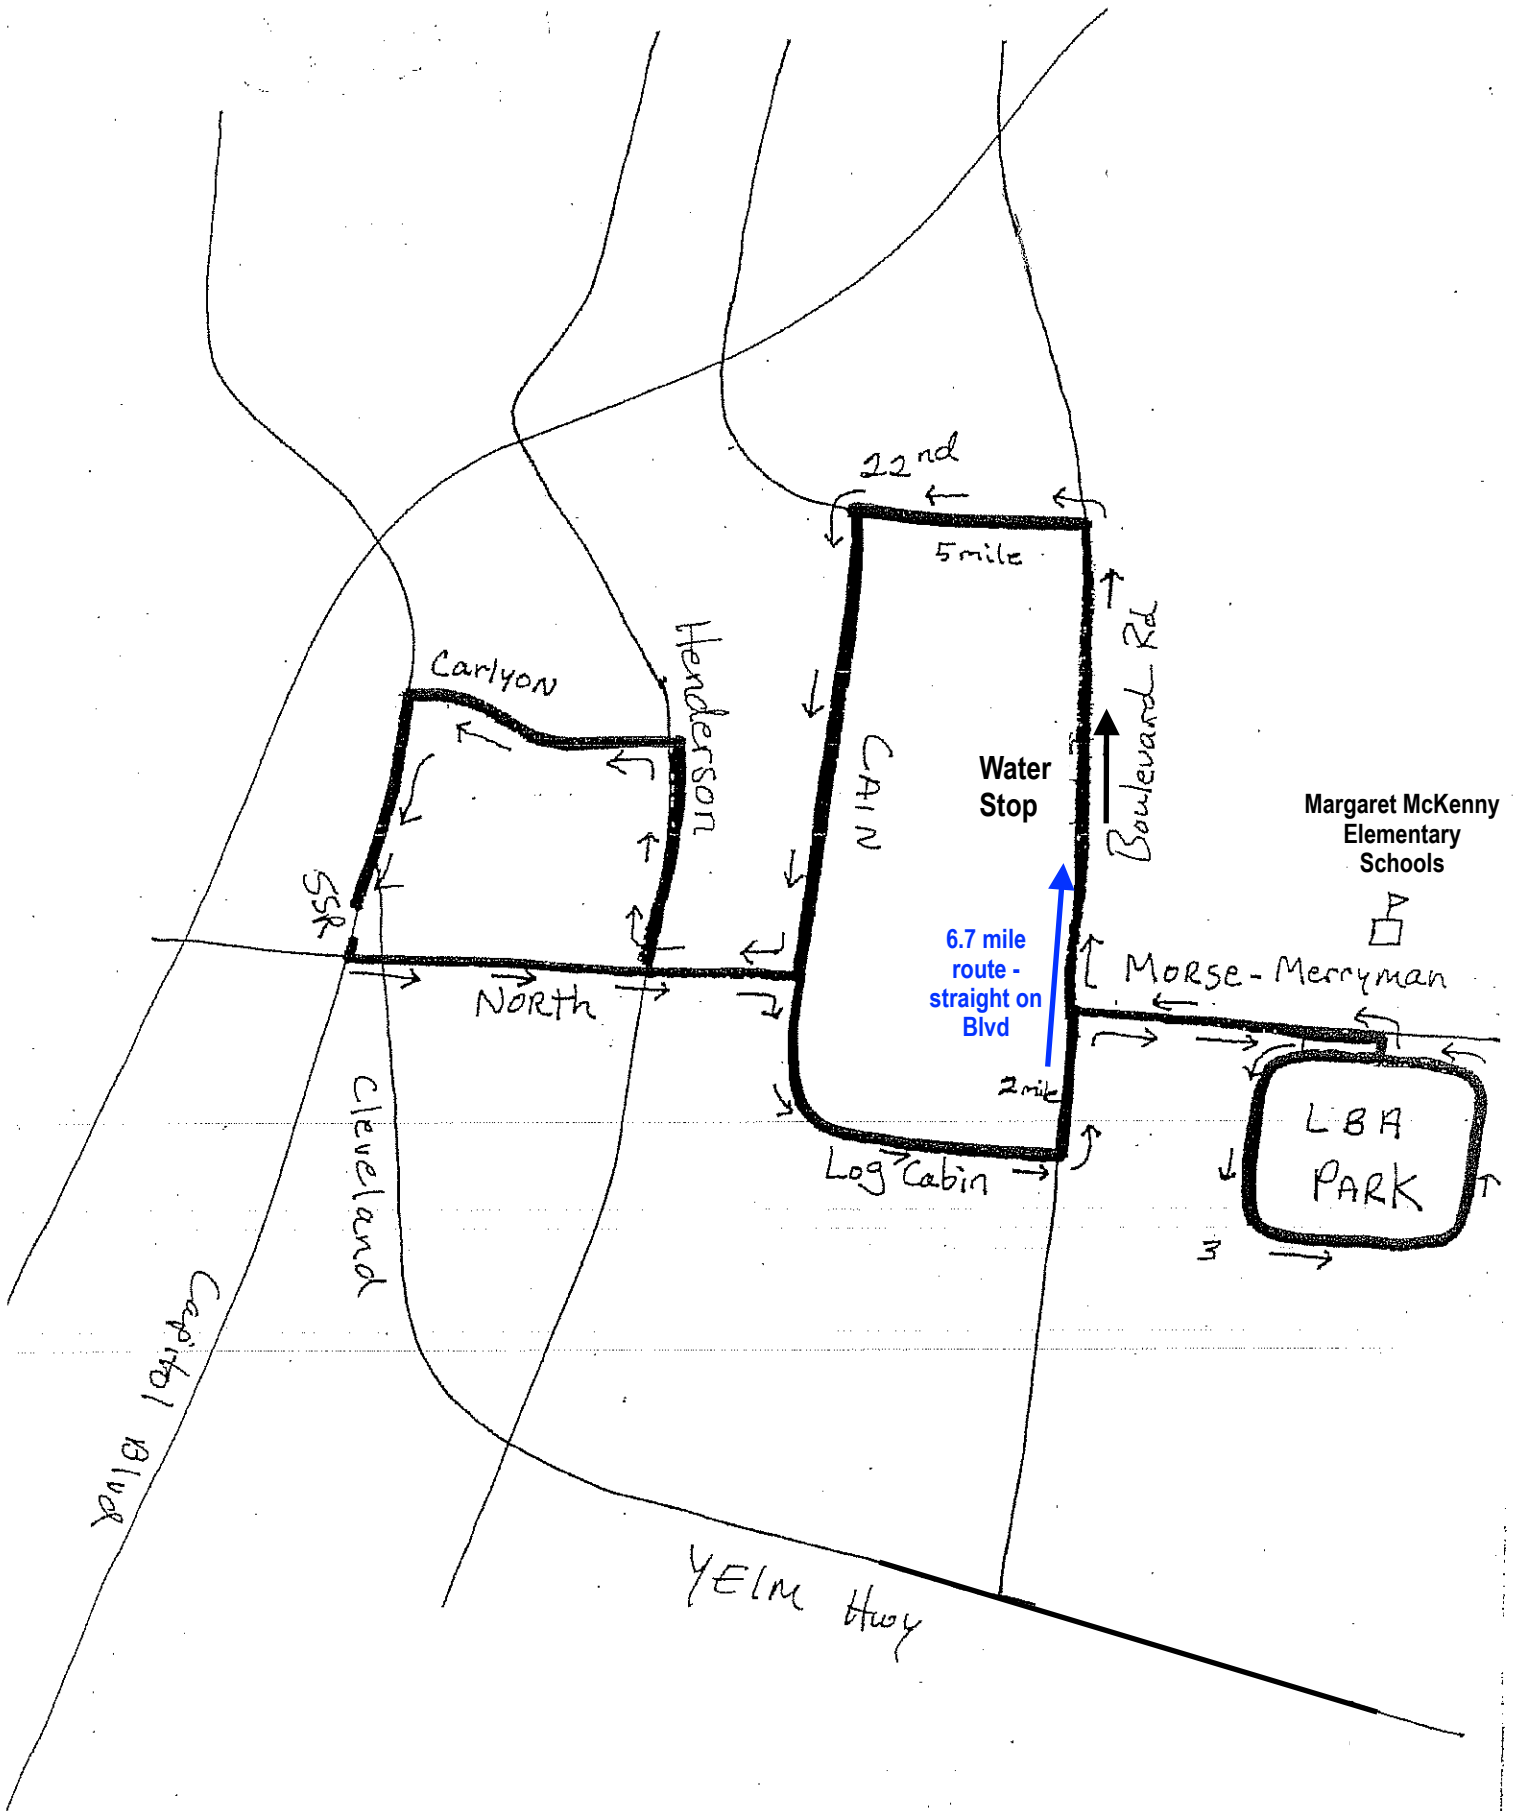 22nd
5 mile
Carlyon
Henderson
Boulevard Rd
CAIN
Water
Stop
Margaret McKenny
Elementary
Schools
SSR
6.7 mile
route -
straight on
Blvd
MORSE-Merryman
NORth
2 mile
Cleveland
LBA
PARK
Log Cabin
Capitol Blvd
YElm Hwy